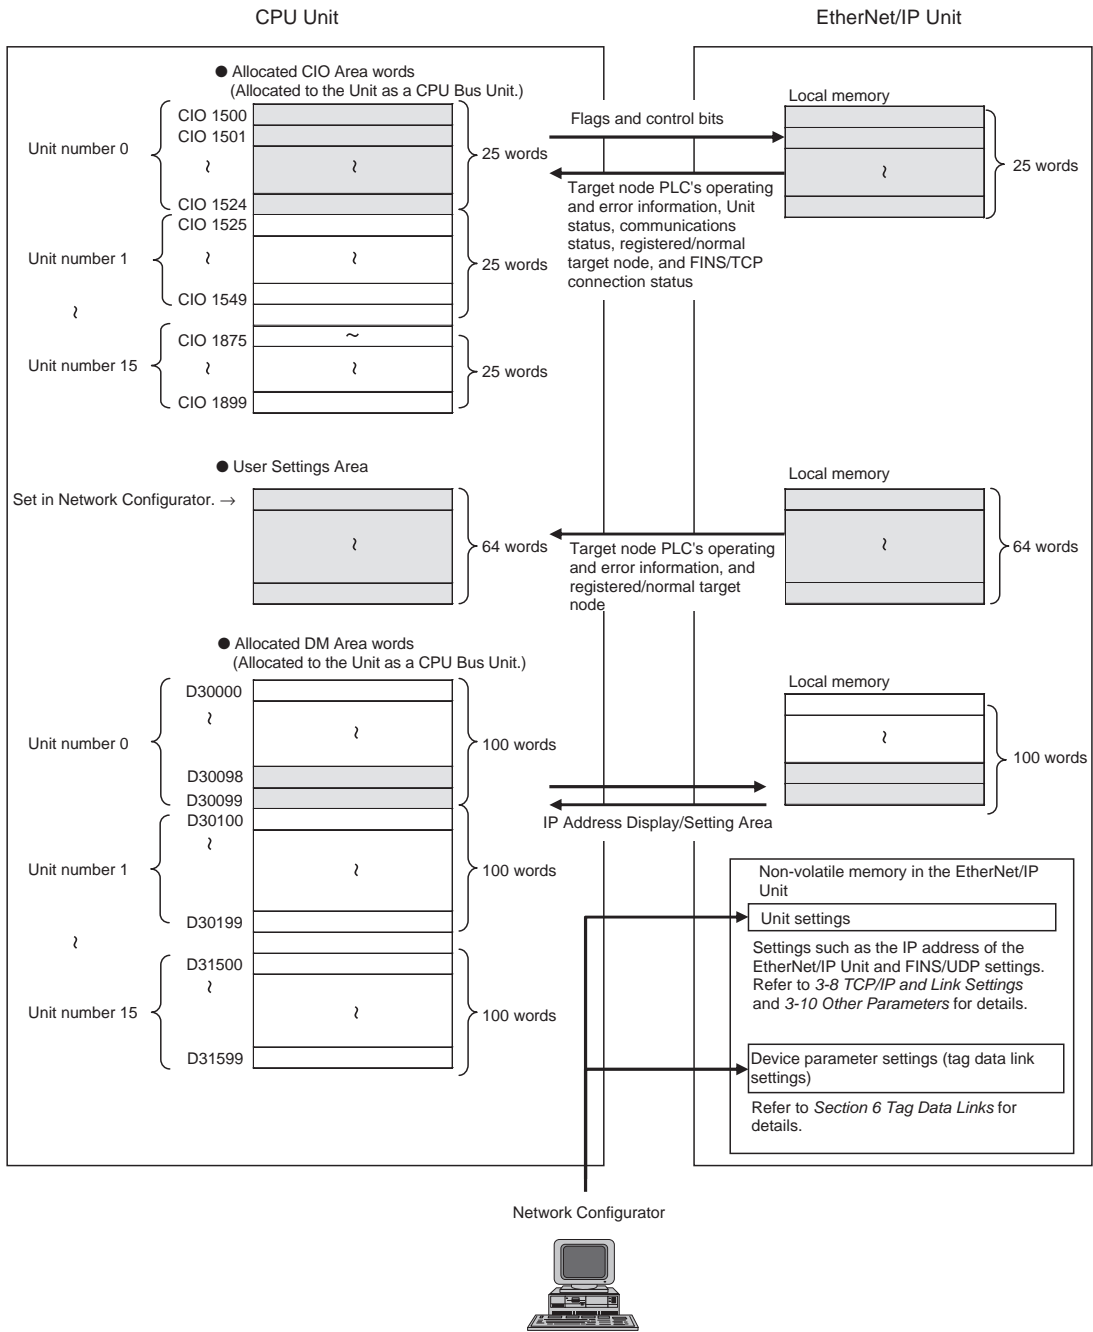 CPU Unit
EtherNet/IP Unit
● Allocated CIO Area words
(Allocated to the Unit as a CPU Bus Unit.)
Unit number 0
CIO 1500
CIO 1501
~
~
CIO 1524
25 words
Flags and control bits
Target node PLC's operating
and error information, Unit
status, communications
status, registered/normal
target node, and FINS/TCP
connection status
Local memory
~
25 words
Unit number 1
CIO 1525
~
~
CIO 1549
25 words
~
Unit number 15
CIO 1875
~
~
~
CIO 1899
25 words
● User Settings Area
Set in Network Configurator. →
~
64 words
Target node PLC's operating
and error information, and
registered/normal target
node
Local memory
~
64 words
● Allocated DM Area words
(Allocated to the Unit as a CPU Bus Unit.)
Unit number 0
D30000
~
~
D30098
D30099
100 words
IP Address Display/Setting Area
Local memory
~
100 words
Unit number 1
D30100
~
~
D30199
100 words
~
Unit number 15
D31500
~
~
D31599
100 words
Non-volatile memory in the EtherNet/IP
Unit
Unit settings
Settings such as the IP address of the
EtherNet/IP Unit and FINS/UDP settings.
Refer to 3-8 TCP/IP and Link Settings
and 3-10 Other Parameters for details.
Device parameter settings (tag data link
settings)
Refer to Section 6 Tag Data Links for
details.
Network Configurator